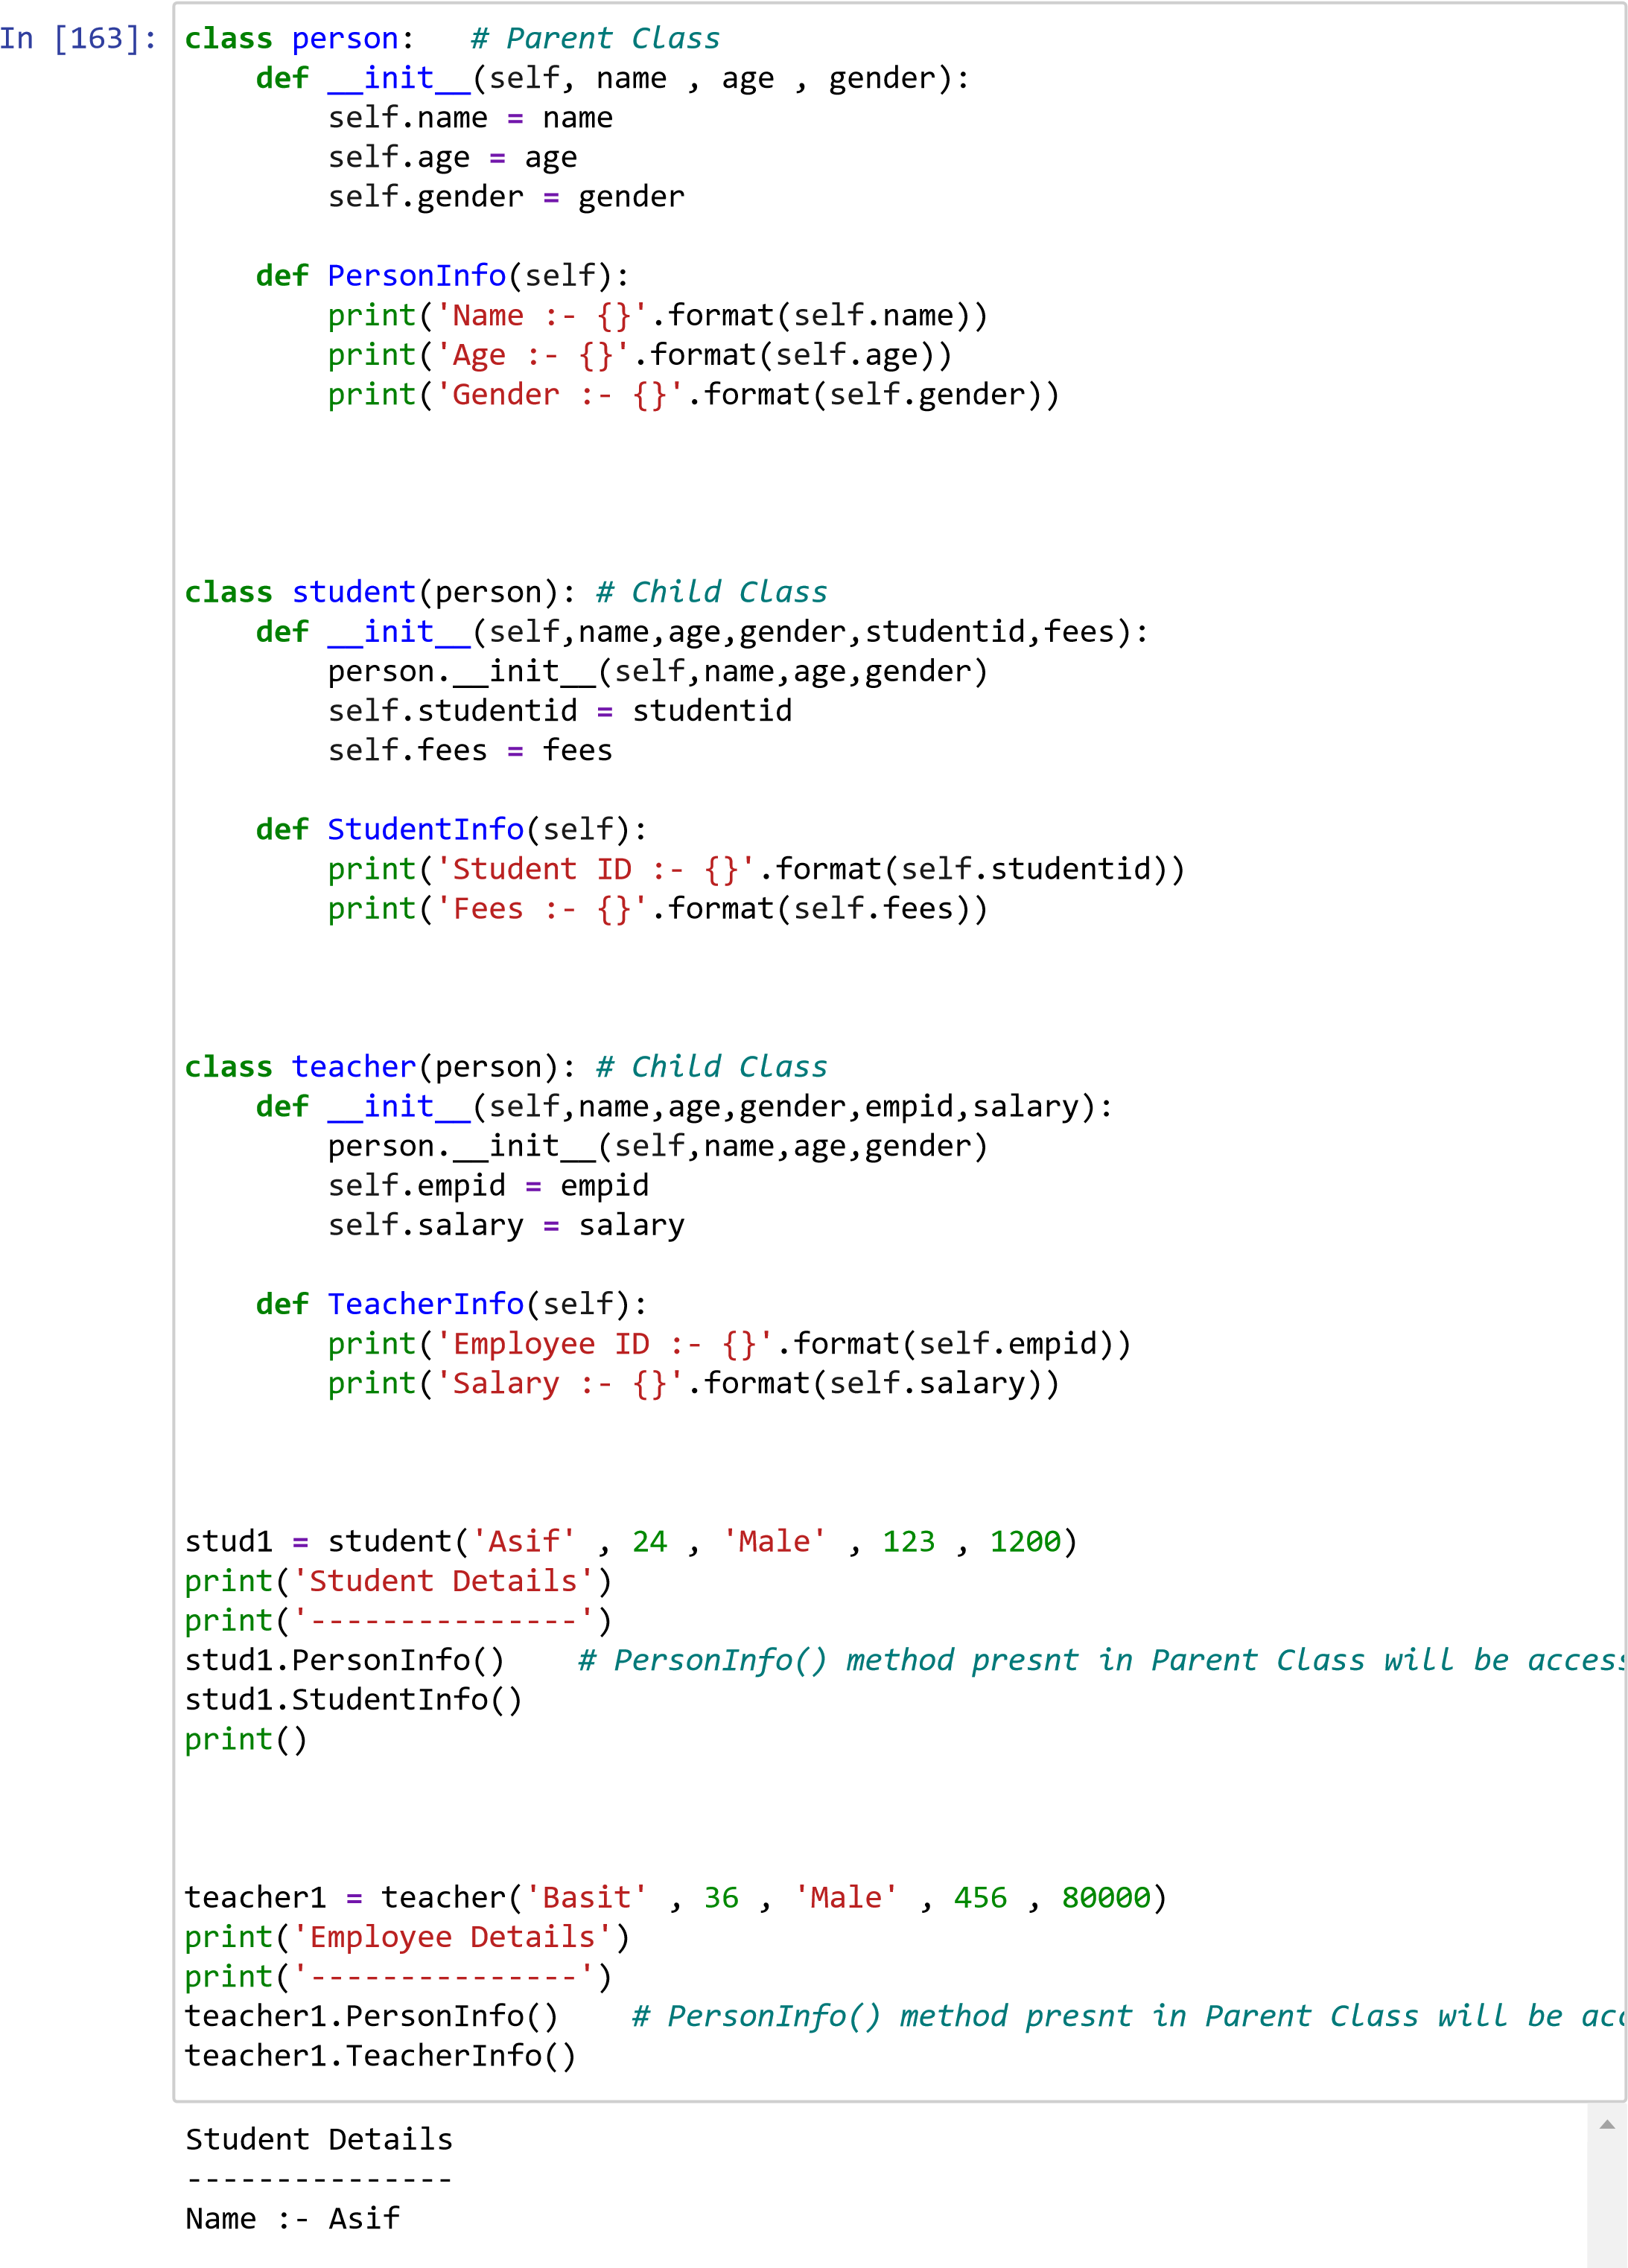 In [163]: class person:   # Parent Class
    def __init__(self, name , age , gender):
        self.name = name
        self.age = age
        self.gender = gender
    def PersonInfo(self):
        print('Name :- {}'.format(self.name))
        print('Age :- {}'.format(self.age))
        print('Gender :- {}'.format(self.gender))
class student(person): # Child Class
    def __init__(self,name,age,gender,studentid,fees):
        person.__init__(self,name,age,gender)
        self.studentid = studentid
        self.fees = fees
    def StudentInfo(self):
        print('Student ID :- {}'.format(self.studentid))
        print('Fees :- {}'.format(self.fees))
class teacher(person): # Child Class
    def __init__(self,name,age,gender,empid,salary):
        person.__init__(self,name,age,gender)
        self.empid = empid
        self.salary = salary
    def TeacherInfo(self):
        print('Employee ID :- {}'.format(self.empid))
        print('Salary :- {}'.format(self.salary))
stud1 = student('Asif' , 24 , 'Male' , 123 , 1200)
print('Student Details')
print('---------------')
stud1.PersonInfo()    # PersonInfo() method presnt in Parent Class will be access
stud1.StudentInfo()
print()
teacher1 = teacher('Basit' , 36 , 'Male' , 456 , 80000)
print('Employee Details')
print('---------------')
teacher1.PersonInfo()    # PersonInfo() method presnt in Parent Class will be acc
teacher1.TeacherInfo()
Student Details
---------------
Name :- Asif